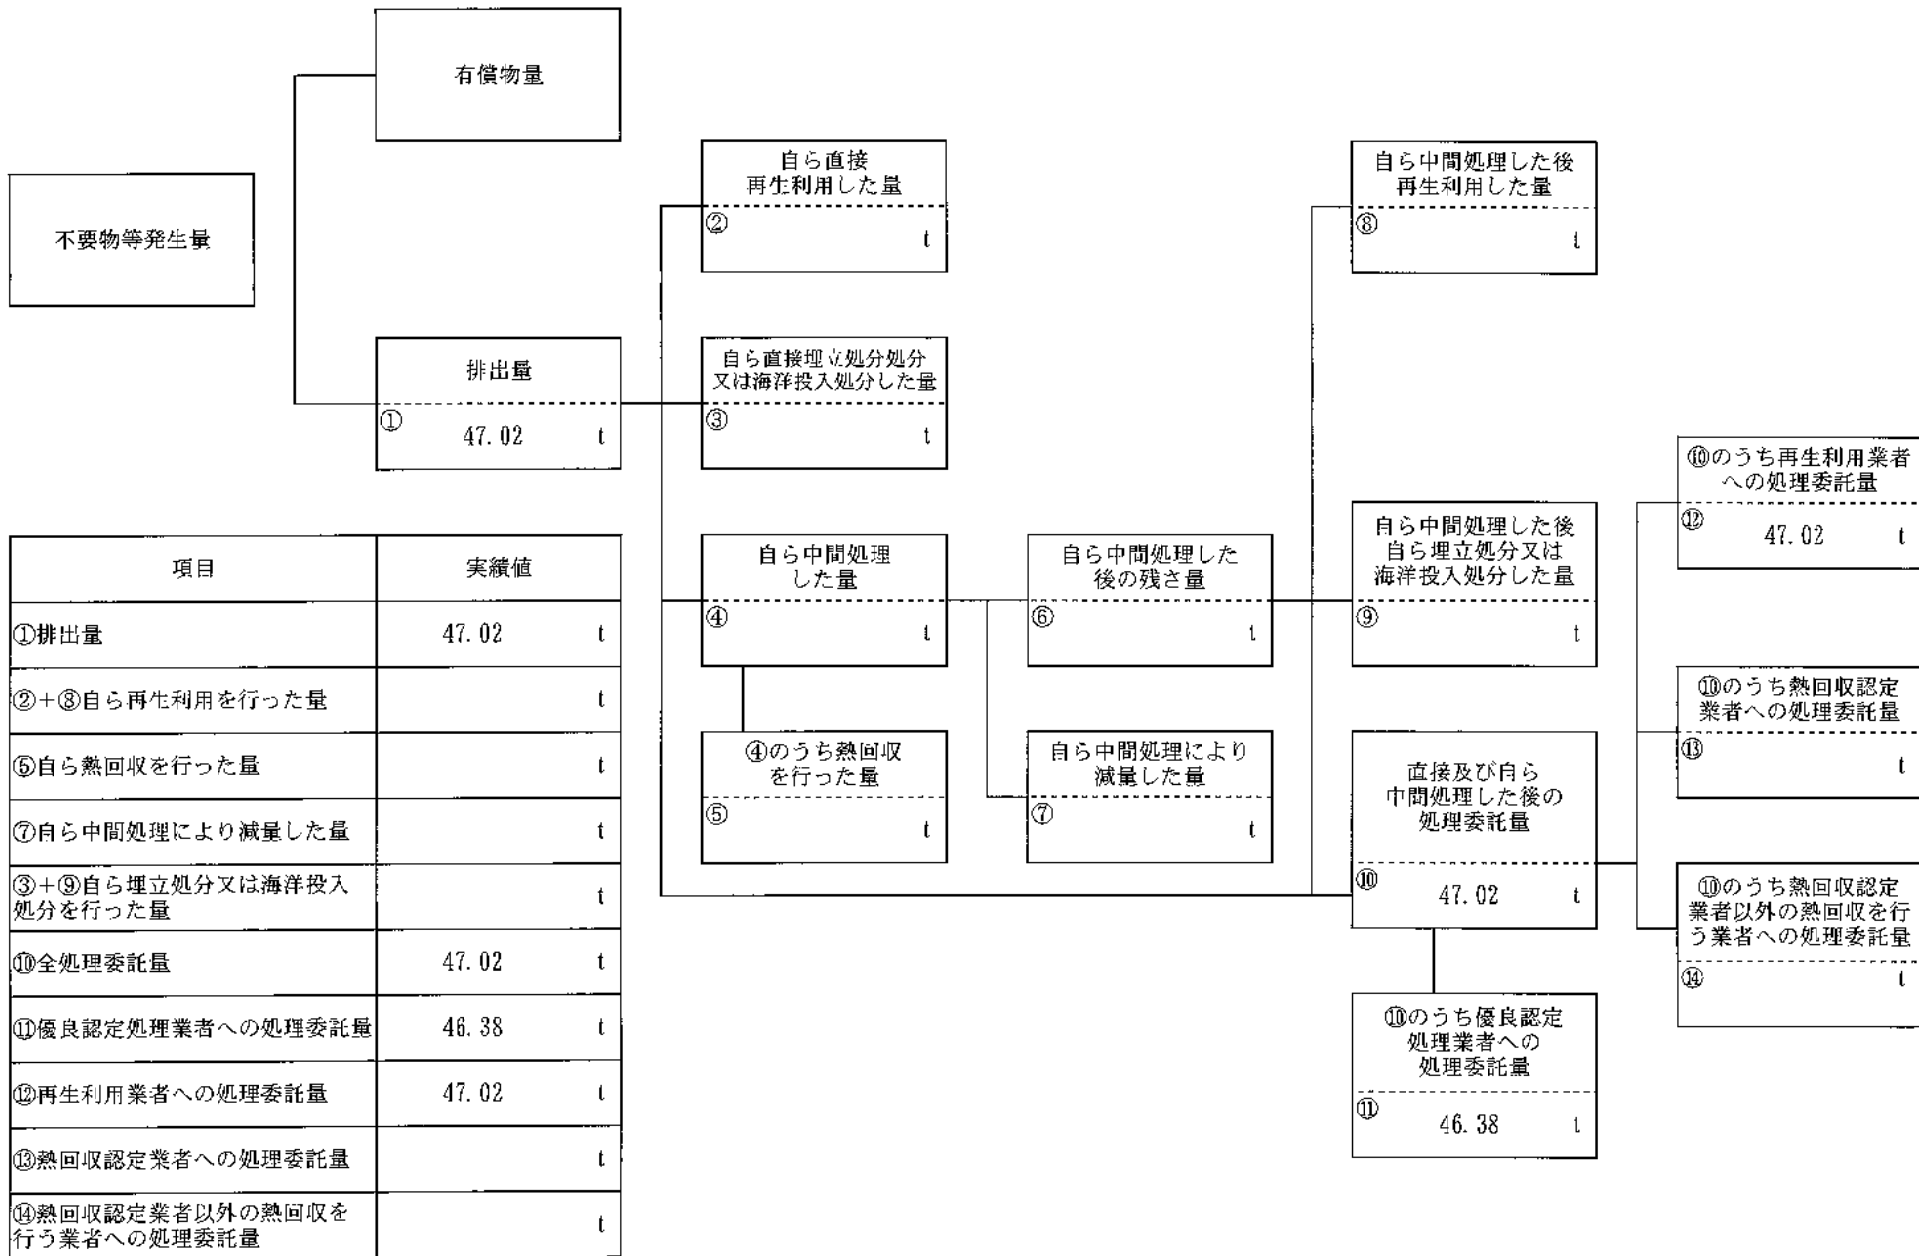 有償物量
不要物等発生量
排出量
① 47.02 t
自ら直接
再生利用した量
② t
自ら直接埋立処分処分
又は海洋投入処分した量
③ t
自ら中間処理
した量
④ t
④のうち熱回収
を行った量
⑤ t
自ら中間処理した
後の残さ量
⑥ t
自ら中間処理により
減量した量
⑦ t
自ら中間処理した後
再生利用した量
⑧ t
自ら中間処理した後
自ら埋立処分又は
海洋投入処分した量
⑨ t
直接及び自ら
中間処理した後の
処理委託量
⑩ 47.02 t
⑩のうち優良認定
処理業者への
処理委託量
⑪ 46.38 t
⑩のうち再生利用業者
への処理委託量
⑫ 47.02 t
⑩のうち熱回収認定
業者への処理委託量
⑬ t
⑩のうち熱回収認定
業者以外の熱回収を行
う業者への処理委託量
⑭ t
項目 実績値
①排出量 47.02 t
②+⑧自ら再生利用を行った量 t
⑤自ら熱回収を行った量 t
⑦自ら中間処理により減量した量 t
③+⑨自ら埋立処分又は海洋投入
処分を行った量 t
⑩全処理委託量 47.02 t
⑪優良認定処理業者への処理委託量 46.38 t
⑫再生利用業者への処理委託量 47.02 t
⑬熱回収認定業者への処理委託量 t
⑭熱回収認定業者以外の熱回収を
行う業者への処理委託量 t